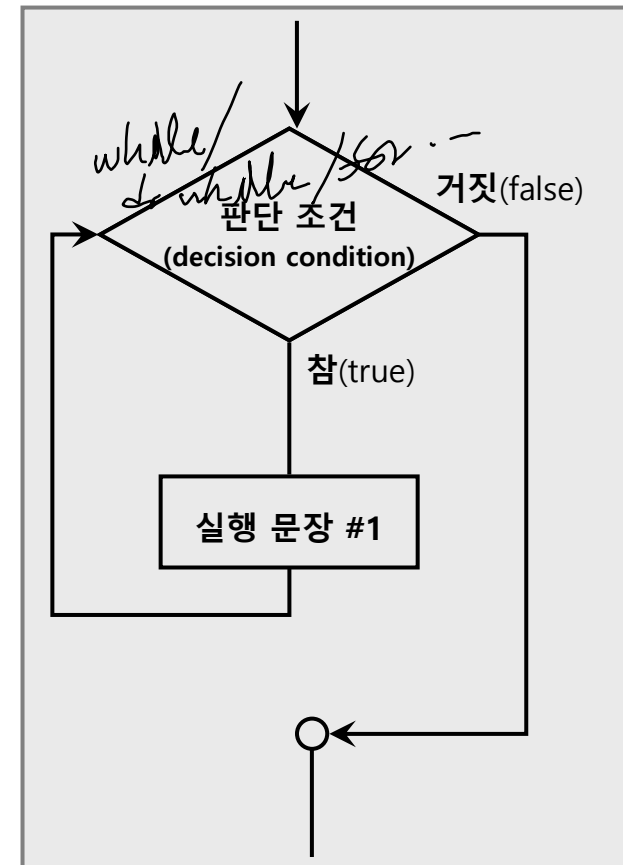 while/
do while/for . ㅡ
거짓(false)
판단 조건
(decision condition)
참(true)
실행 문장 #1